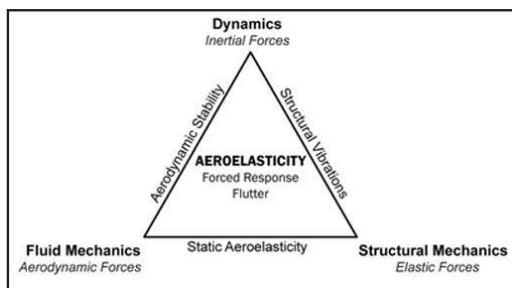 Dynamics
Inertial Forces
Aerodynamic Stability
Structural Vibrations
AEROELASTICITY
Forced Response
Flutter
Static Aeroelasticity
Fluid Mechanics
Aerodynamic Forces
Structural Mechanics
Elastic Forces